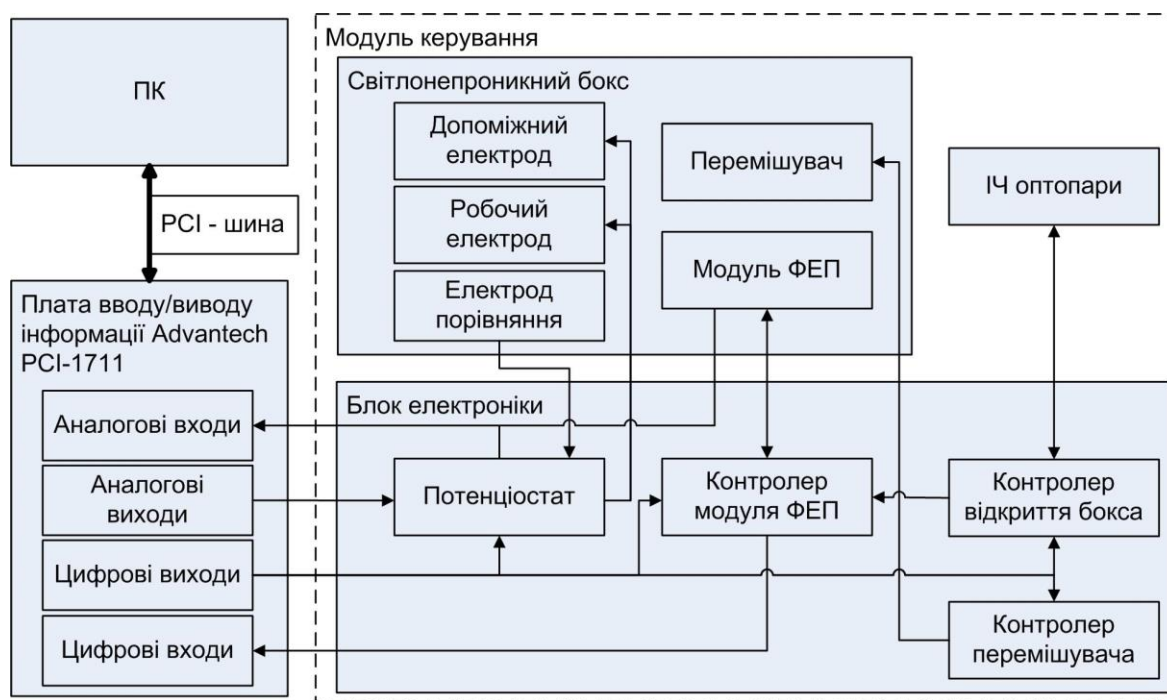 ПК
PCI - шина
Плата вводу/виводу
інформації Advantech
PCI-1711
Аналогові входи
Аналогові
виходи
Цифрові виходи
Цифрові входи
Модуль керування
Світлонепроникний бокс
Допоміжний
електрод
Робочий
електрод
Електрод
порівняння
Перемішувач
Модуль ФЕП
ІЧ оптопари
Блок електроніки
Потенціостат
Контролер
модуля ФЕП
Контролер
відкриття бокса
Контролер
перемішувача